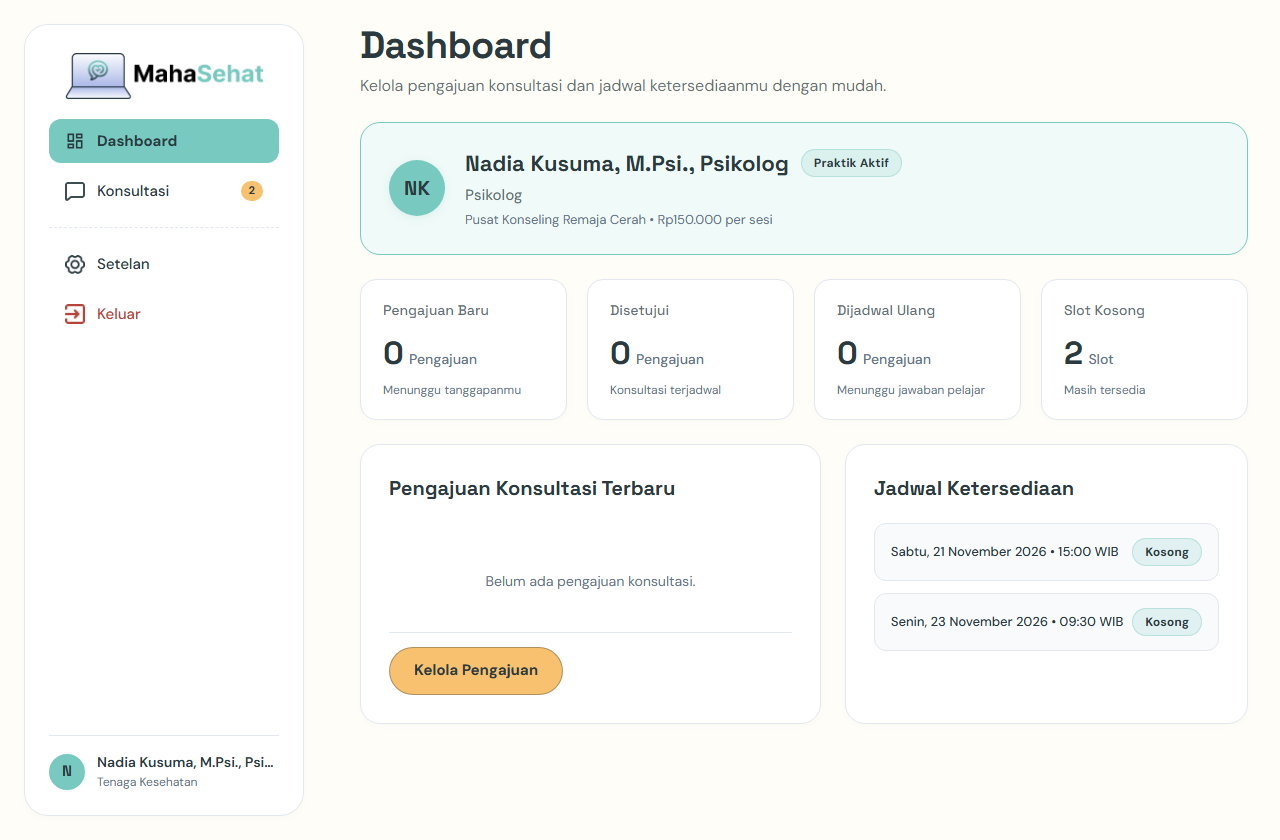 MahaSehat
Dashboard
Konsultasi 2
Setelan
Keluar
Nadia Kusuma, M.Psi., Psi...
N
Tenaga Kesehatan
Dashboard
Kelola pengajuan konsultasi dan jadwal ketersediaanmu dengan mudah.
NK
Nadia Kusuma, M.Psi., Psikolog Praktik Aktif
Psikolog
Pusat Konseling Remaja Cerah • Rp150.000 per sesi
Pengajuan Baru
0 Pengajuan
Menunggu tanggapanmu
Disetujui
0 Pengajuan
Konsultasi terjadwal
Dijadwal Ulang
0 Pengajuan
Menunggu jawaban pelajar
Slot Kosong
2 Slot
Masih tersedia
Pengajuan Konsultasi Terbaru
Belum ada pengajuan konsultasi.
Kelola Pengajuan
Jadwal Ketersediaan
Sabtu, 21 November 2026 • 15:00 WIB Kosong
Senin, 23 November 2026 • 09:30 WIB Kosong